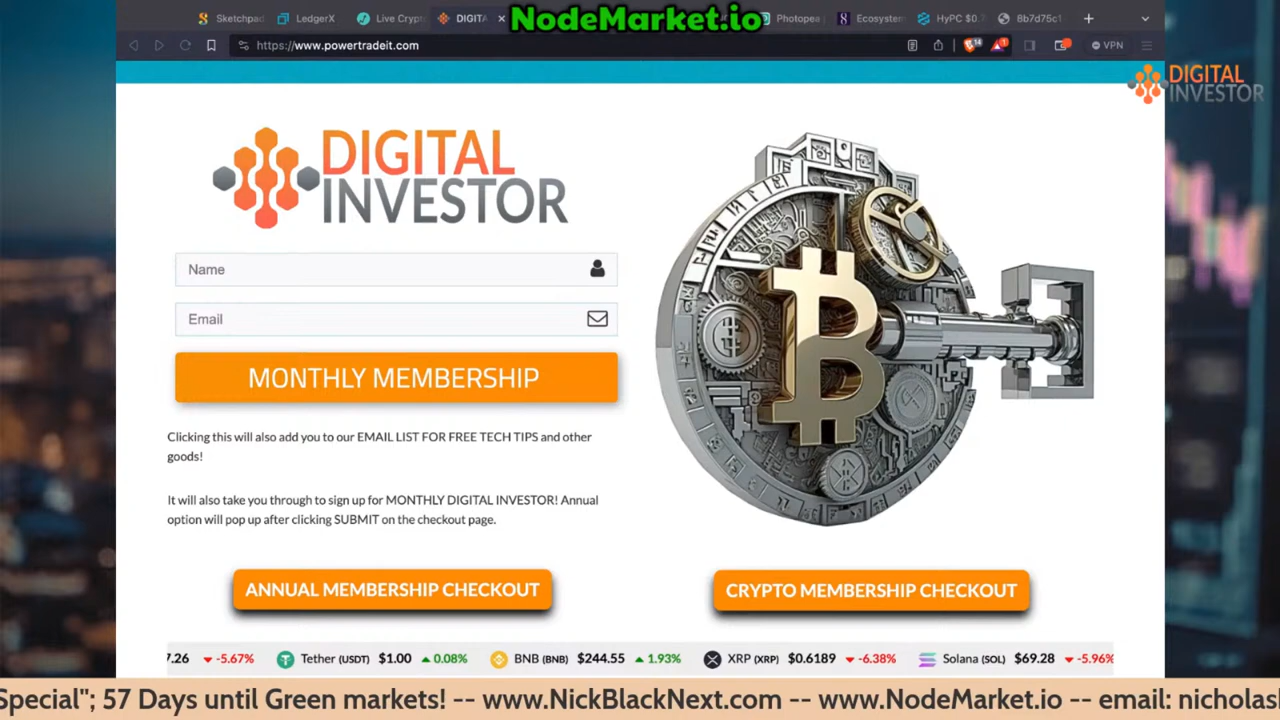 Sketchpad
LedgerX
Live Crypt
DIGITA
NodeMarket.io
Photopea
Ecosystem
HyPC $0.
8b7d75c1
https://www.powertradeit.com
14
1
VPN
DIGITAL
INVESTOR
DIGITAL
INVESTOR
Name
Email
MONTHLY MEMBERSHIP
Clicking this will also add you to our EMAIL LIST FOR FREE TECH TIPS and other
goods!
It will also take you through to sign up for MONTHLY DIGITAL INVESTOR! Annual
option will pop up after clicking SUBMIT on the checkout page.
ANNUAL MEMBERSHIP CHECKOUT
CRYPTO MEMBERSHIP CHECKOUT
7.26 -5.67% Tether (USDT) $1.00 0.08% BNB (BNB) $244.55 1.93% XRP (XRP) $0.6189 -6.38% Solana (SOL) $69.28 -5.96%
Special"; 57 Days until Green markets! -- www.NickBlackNext.com -- www.NodeMarket.io -- email: nicholas